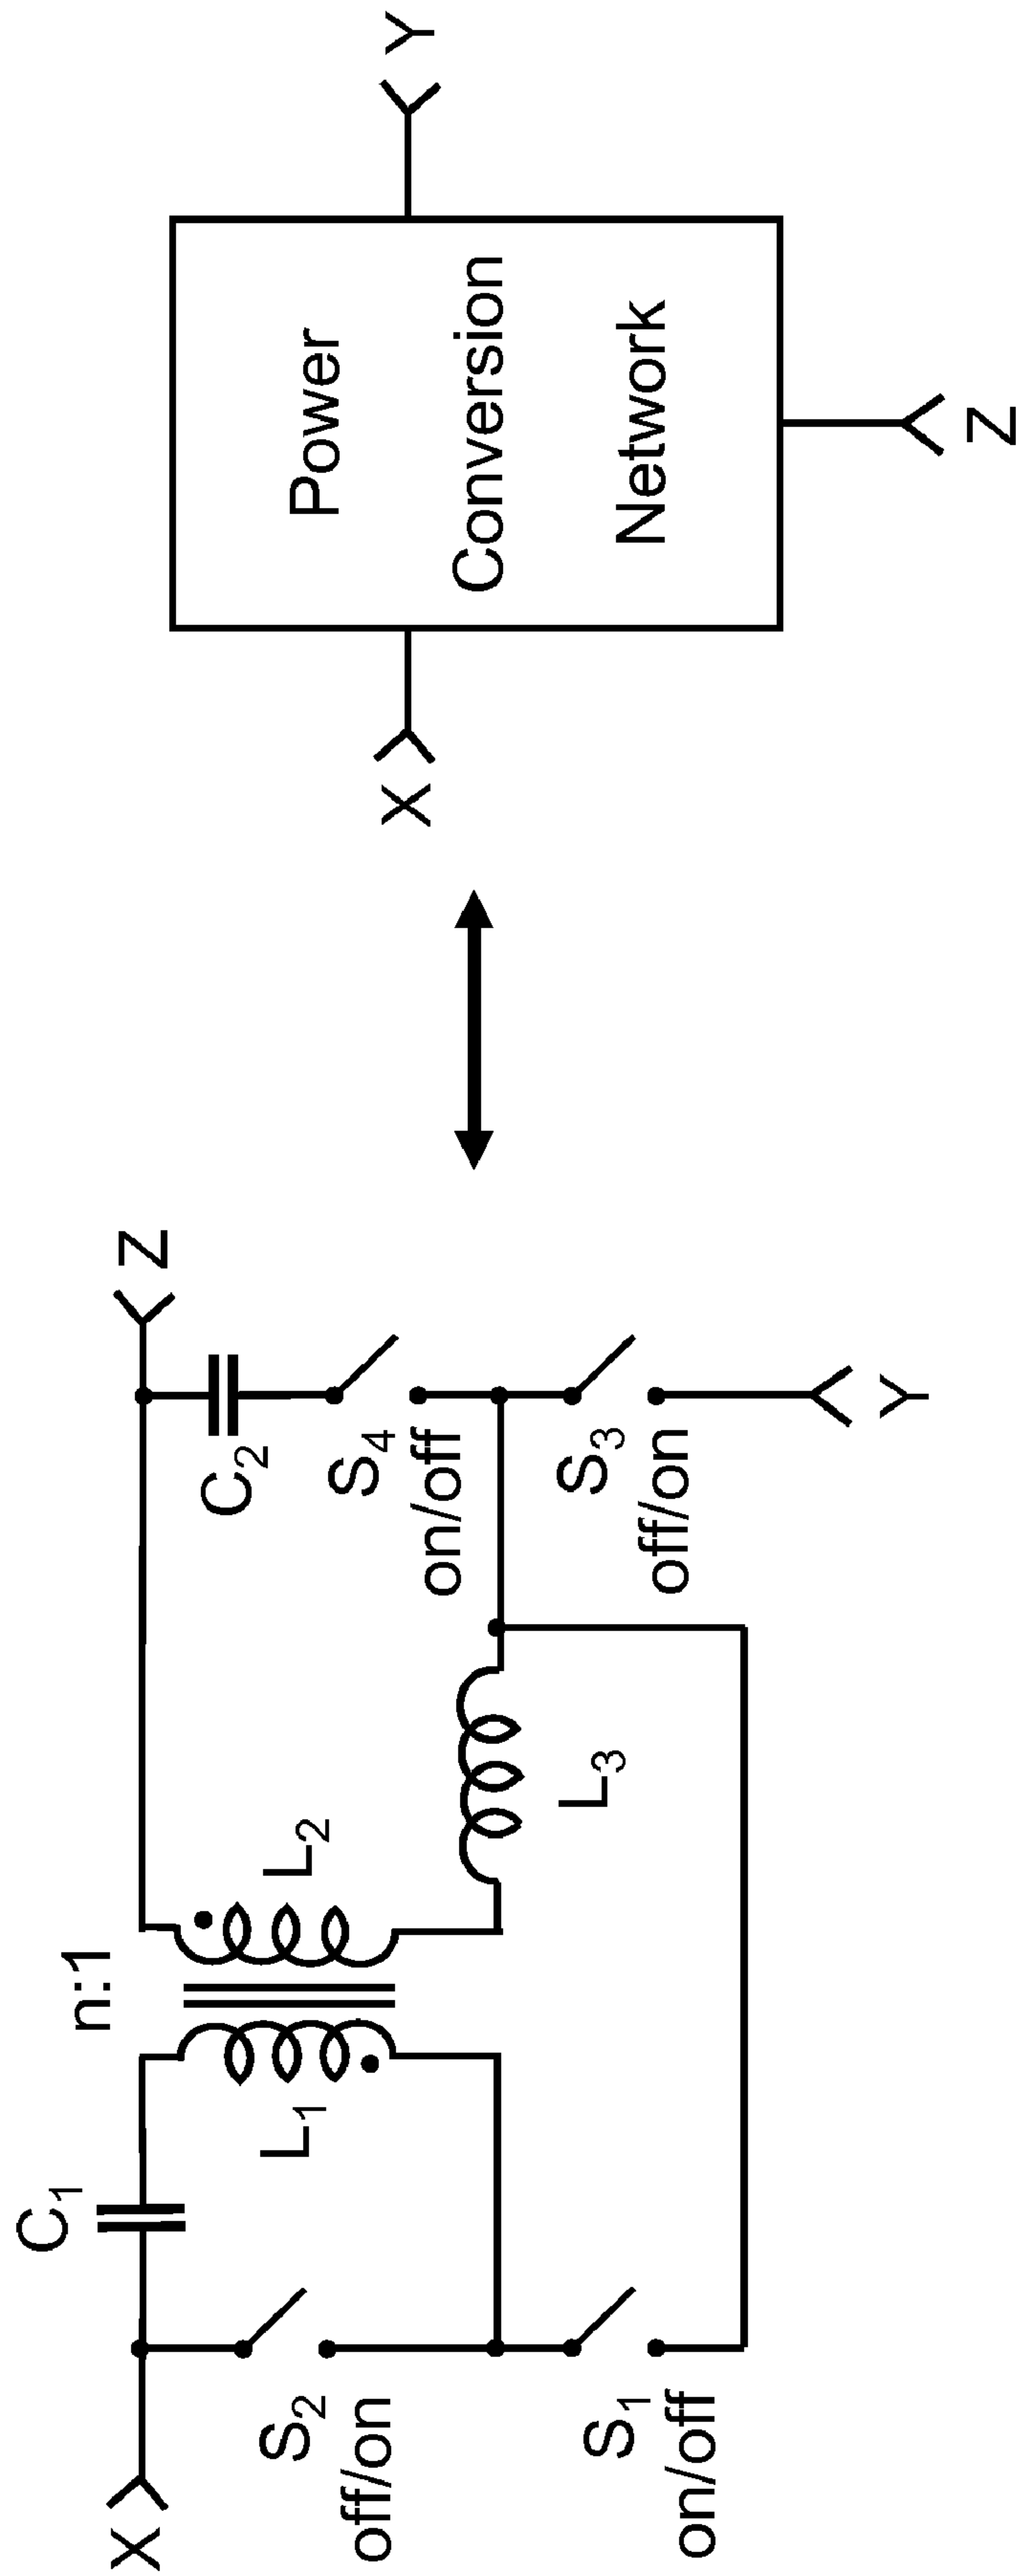 n:1
X
C₁
Z
S₂
off/on
L₁
L₂
C₂
S₄
on/off
L₃
S₁
on/off
S₃
off/on
Y
X
Power
Conversion
Network
Y
Z